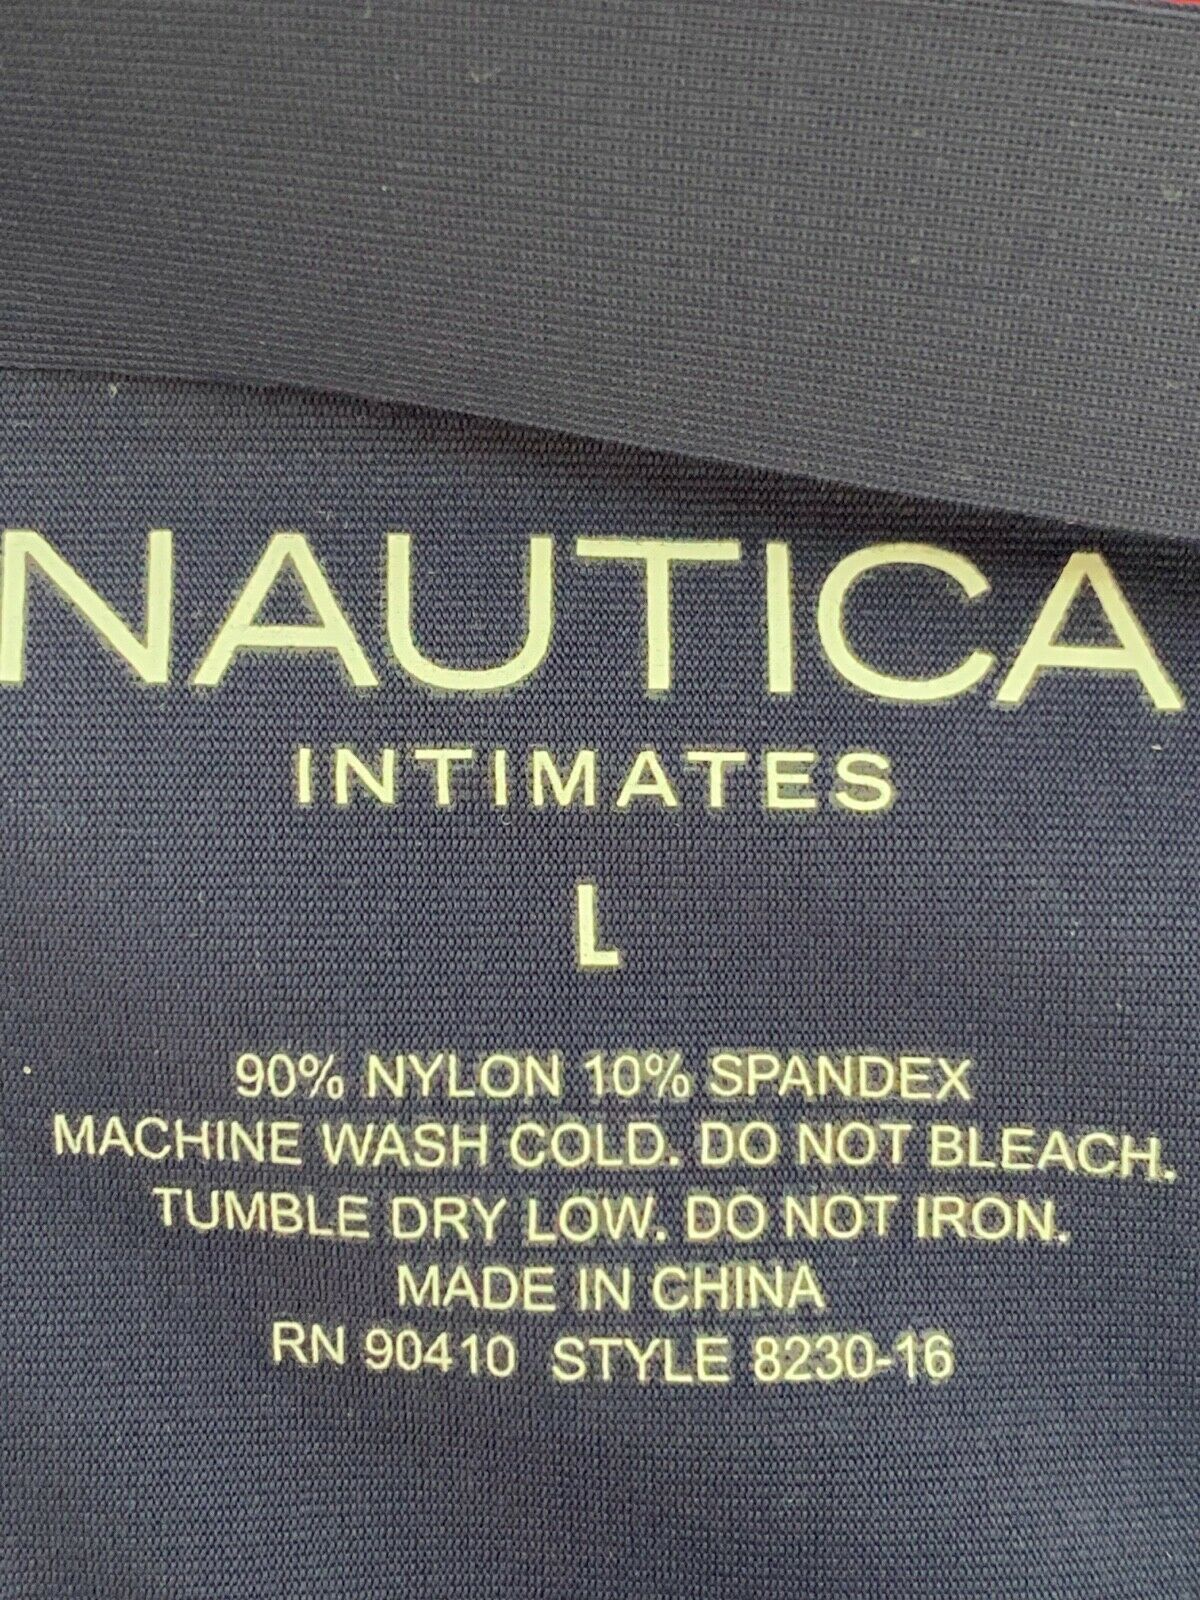 NAUTICA
INTIMATES
L
90% NYLON 10% SPANDEX
MACHINE WASH COLD. DO NOT BLEACH.
TUMBLE DRY LOW. DO NOT IRON.
MADE IN CHINA
RN 90410 STYLE 8230-16